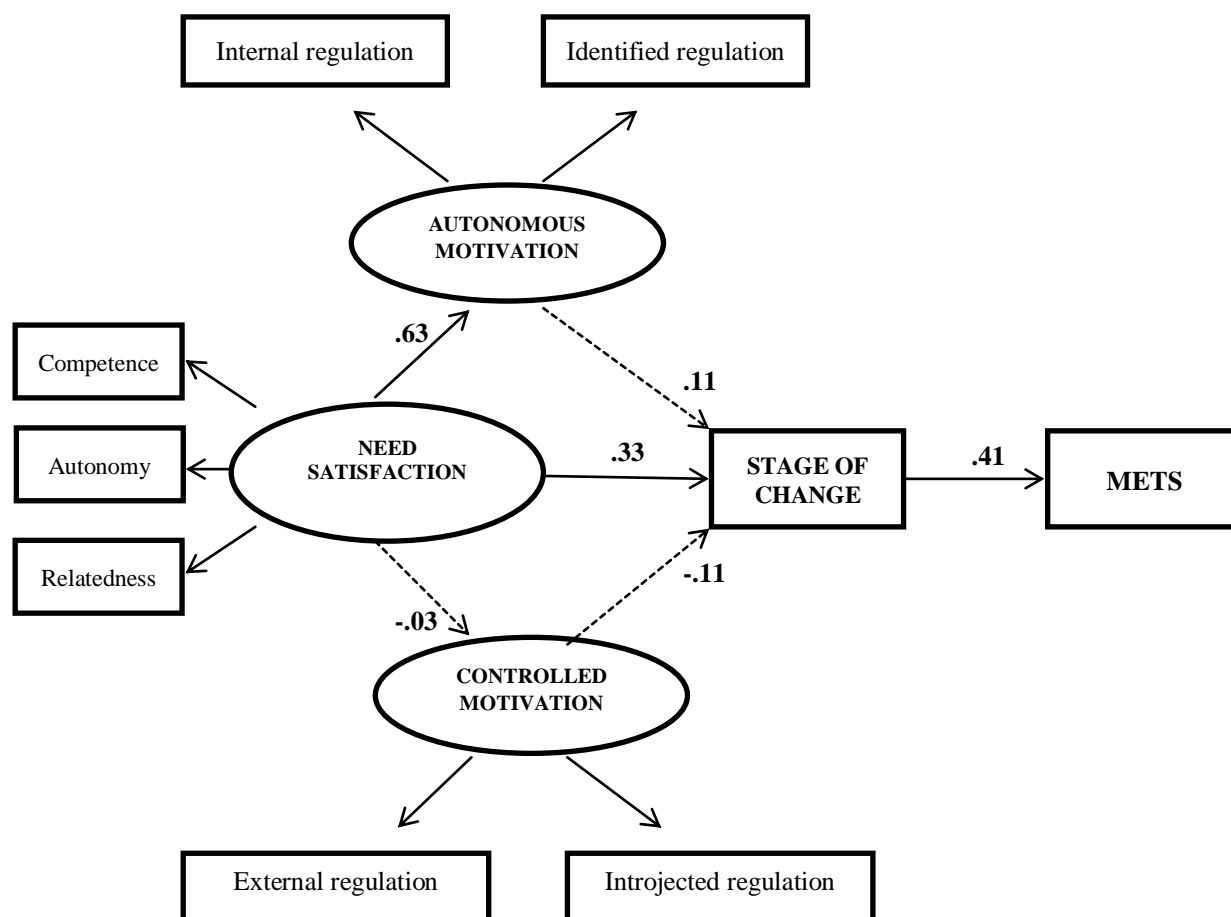 Internal regulation
Identified regulation
AUTONOMOUS
MOTIVATION
.63
Competence
.11
NEED
SATISFACTION
.33
STAGE OF
CHANGE
.41
METS
Autonomy
Relatedness
-.11
-.03
CONTROLLED
MOTIVATION
External regulation
Introjected regulation